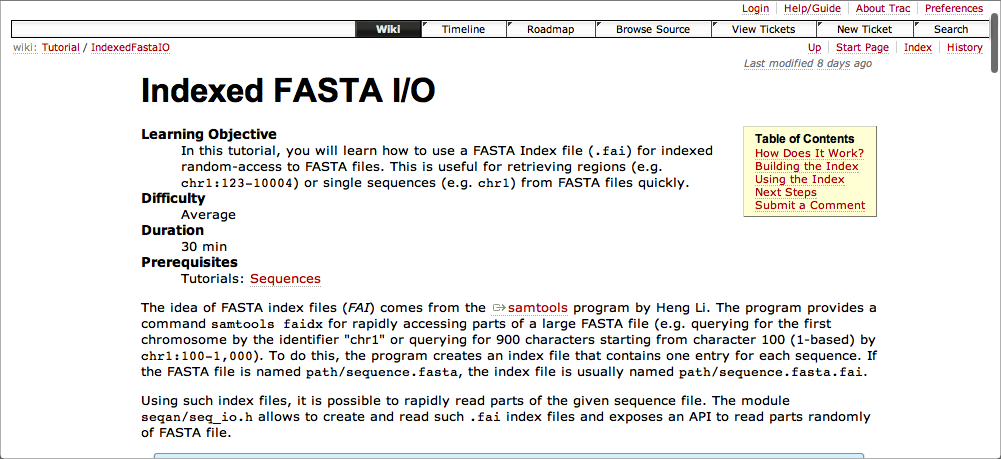 Login Help/Guide About Trac Preferences
Wiki Timeline Roadmap Browse Source View Tickets New Ticket Search
wiki: Tutorial / IndexedFastaIO
Up Start Page Index History
Last modified 8 days ago
Indexed FASTA I/O
Learning Objective
In this tutorial, you will learn how to use a FASTA Index file (.fai) for indexed
random-access to FASTA files. This is useful for retrieving regions (e.g.
chr1:123-10004) or single sequences (e.g. chr1) from FASTA files quickly.
Difficulty
Average
Duration
30 min
Prerequisites
Tutorials: Sequences
Table of Contents
How Does It Work?
Building the Index
Using the Index
Next Steps
Submit a Comment
The idea of FASTA index files (FAI) comes from the samtools program by Heng Li. The program provides a
command samtools faidx for rapidly accessing parts of a large FASTA file (e.g. querying for the first
chromosome by the identifier "chr1" or querying for 900 characters starting from character 100 (1-based) by
chr1:100-1,000). To do this, the program creates an index file that contains one entry for each sequence. If
the FASTA file is named path/sequence.fasta, the index file is usually named path/sequence.fasta.fai.
Using such index files, it is possible to rapidly read parts of the given sequence file. The module
seqan/seq_io.h allows to create and read such .fai index files and exposes an API to read parts randomly
of FASTA file.